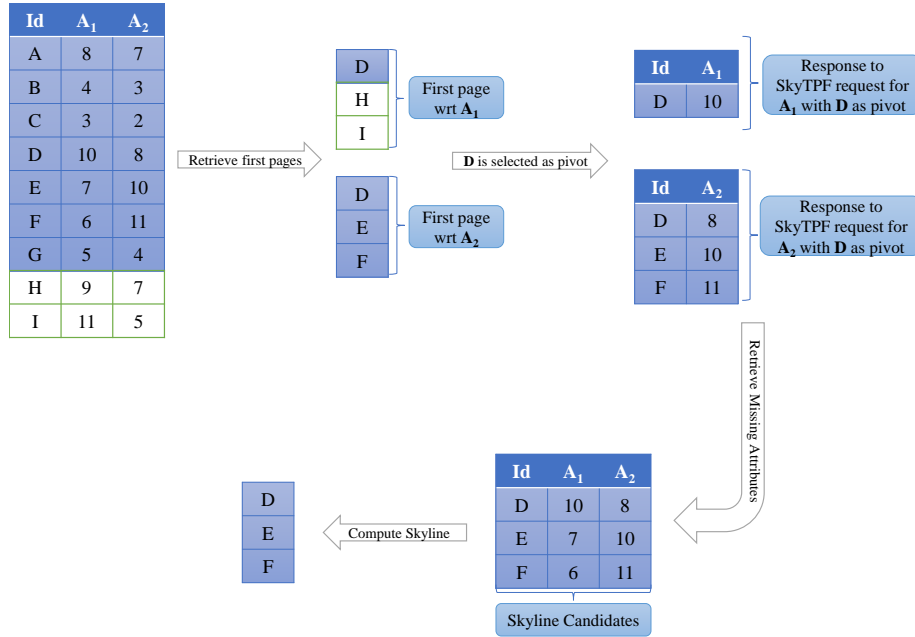 Id A1 A2
A 8 7
B 4 3
C 3 2
D 10 8
E 7 10
F 6 11
G 5 4
H 9 7
I 11 5
Retrieve first pages
D
H
I
First page
wrt A1
D
E
F
First page
wrt A2
D is selected as pivot
Id A1
D 10
Response to
SkyTPF request for
A1 with D as pivot
Id A2
D 8
E 10
F 11
Response to
SkyTPF request for
A2 with D as pivot
Retrieve Missing Attributes
Id A1 A2
D 10 8
E 7 10
F 6 11
Skyline Candidates
Compute Skyline
D
E
F